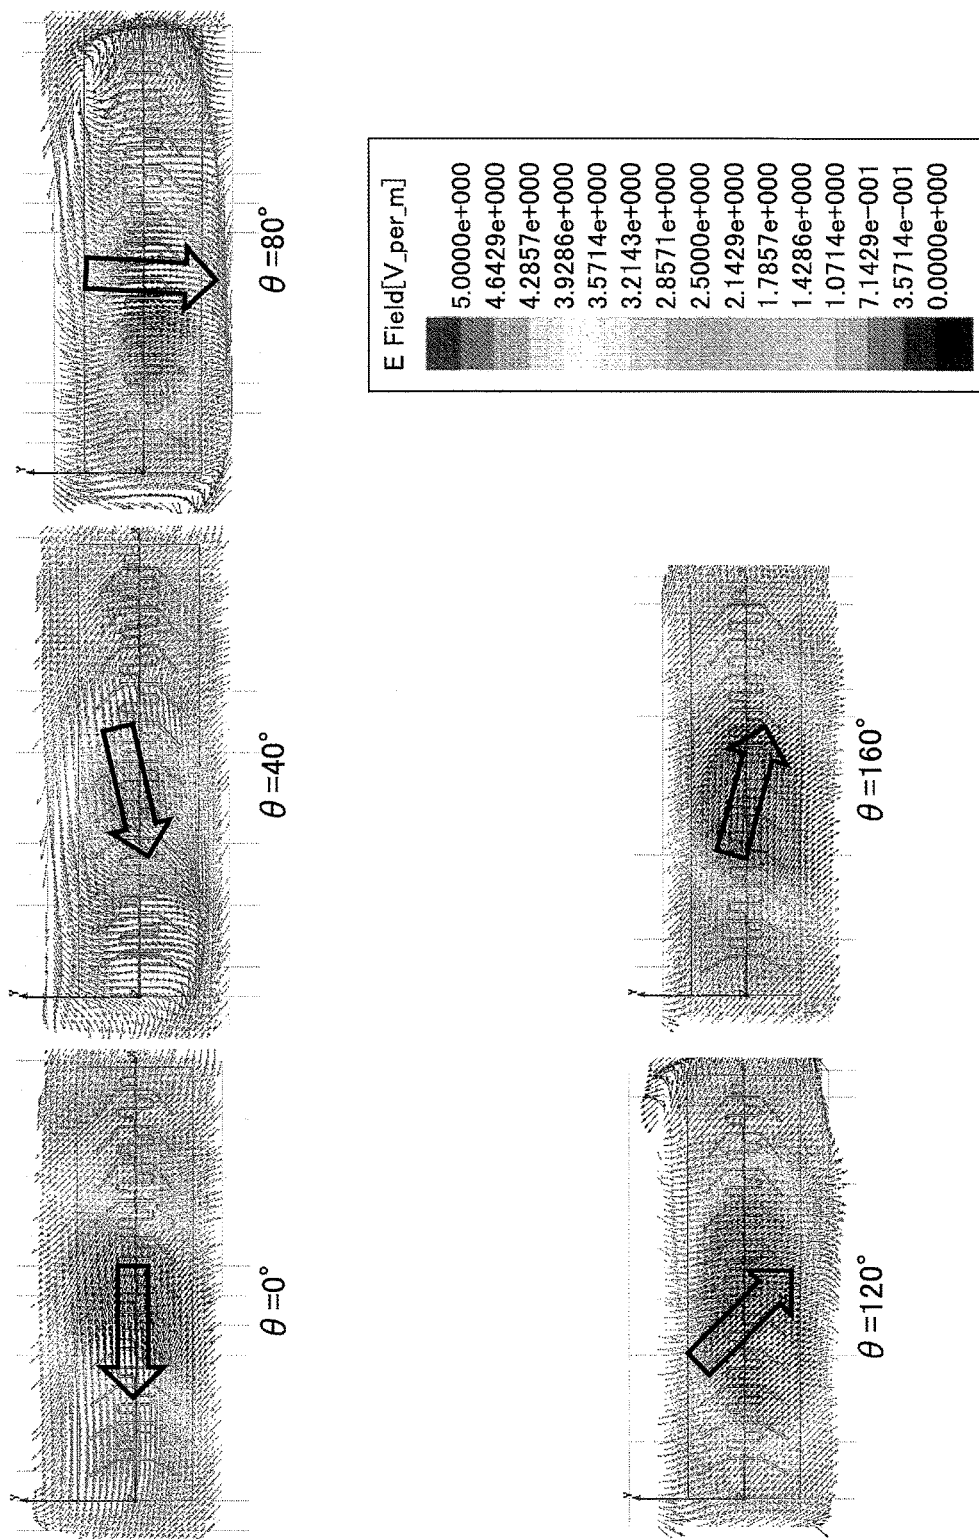 Y
Y
Y
θ=0°
θ=40°
θ=80°
E Field[V_per_m]
5.0000e+000
4.6429e+000
4.2857e+000
3.9286e+000
3.5714e+000
3.2143e+000
2.8571e+000
2.5000e+000
2.1429e+000
1.7857e+000
1.4286e+000
1.0714e+000
7.1429e-001
3.5714e-001
0.0000e+000
Y
Y
θ=120°
θ=160°